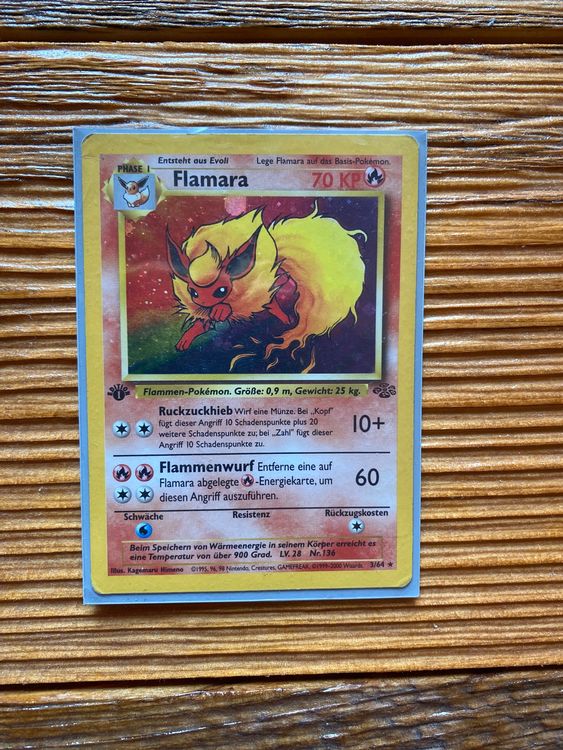 Entsteht aus Evoli Lege Flamara auf das Basis-Pokémon.
PHASE 1
Flamara 70 KP
Flammen-Pokémon. Größe: 0,9 m, Gewicht: 25 kg.
EDITION 1
Ruckzuckhieb Wirf eine Münze. Bei „Kopf"
fügt dieser Angriff 10 Schadenspunkte plus 20
weitere Schadenspunkte zu; bei „Zahl" fügt dieser
Angriff 10 Schadenspunkte zu.
10+
Flammenwurf Entferne eine auf
Flamara abgelegte -Energiekarte, um
diesen Angriff auszuführen.
60
Schwäche Resistenz Rückzugskosten
Beim Speichern von Wärmeenergie in seinem Körper erreicht es
eine Temperatur von über 900 Grad. LV. 28 Nr. 136
Illus. Kagemaru Himeno ©1995, 96, 98 Nintendo, Creatures, GAMEFREAK. ©1999-2000 Wizards. 3/64 ★